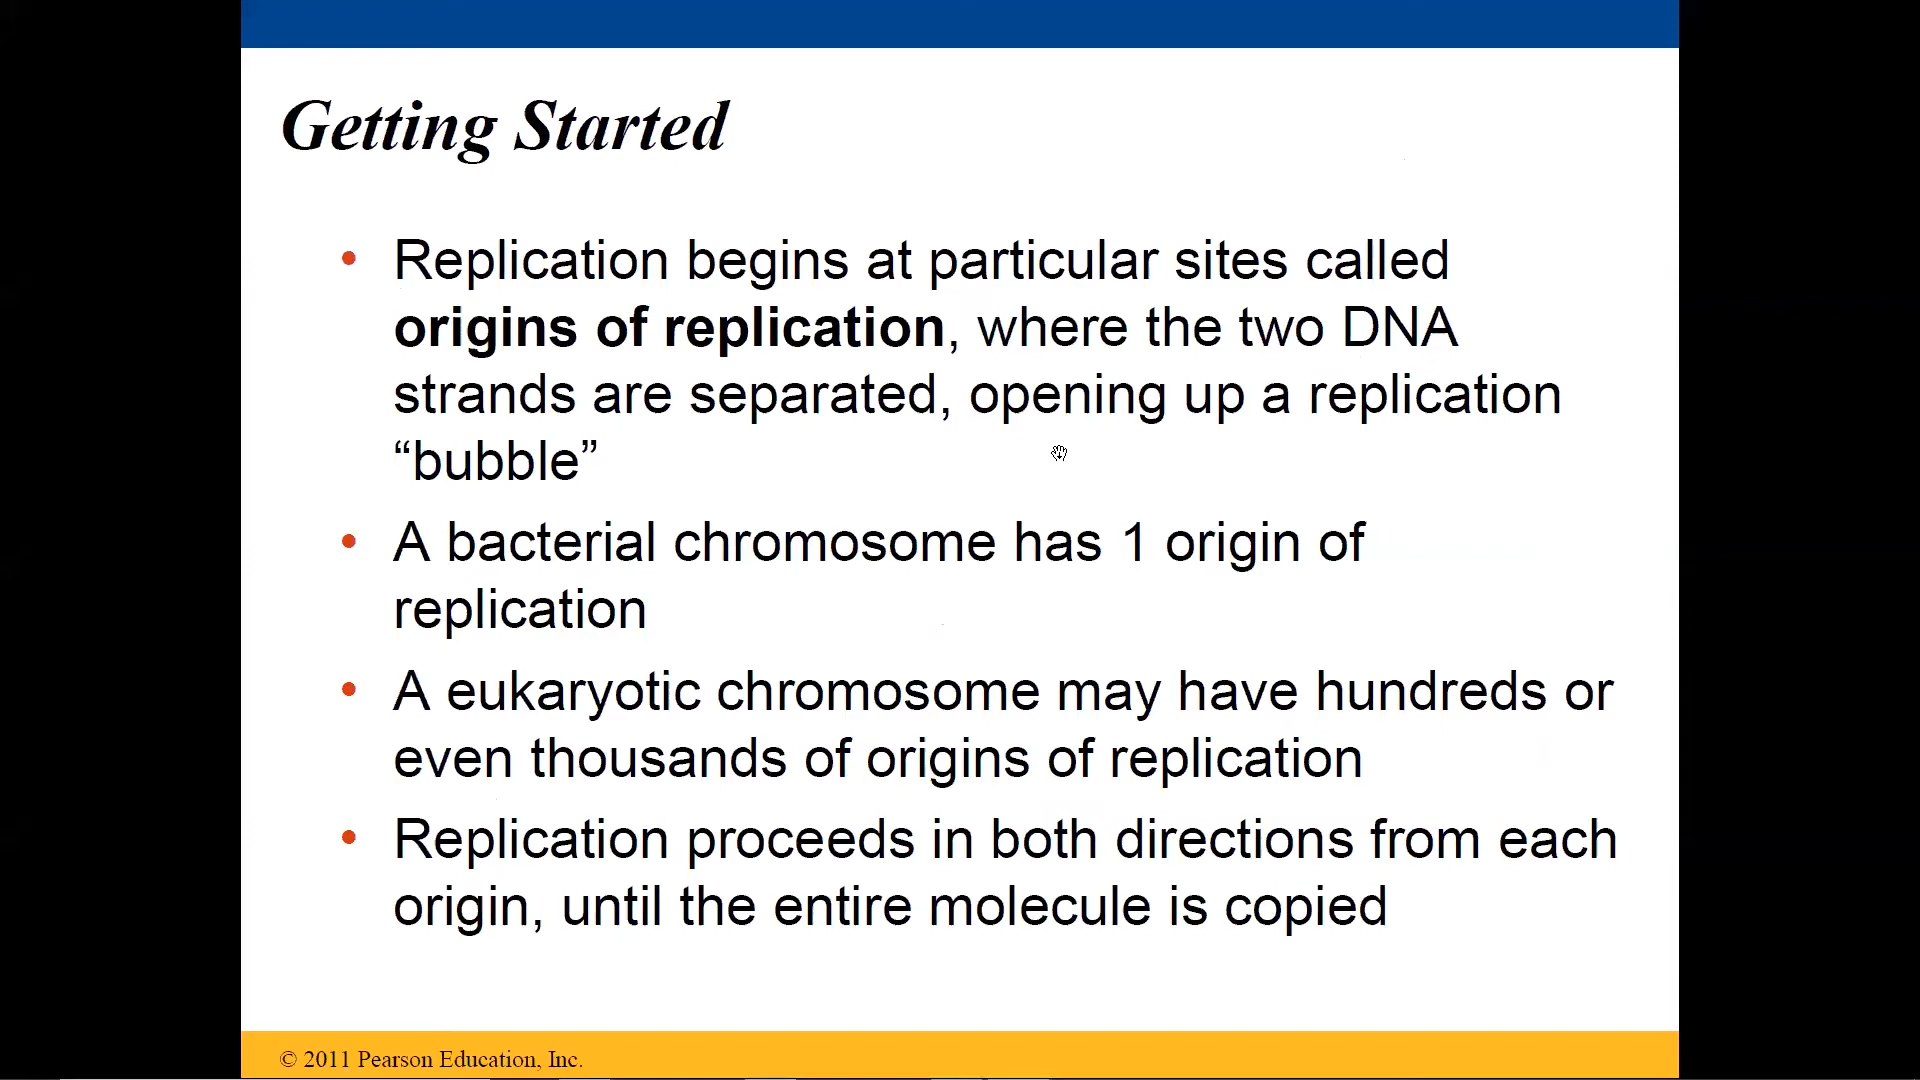 Getting Started
• Replication begins at particular sites called
origins of replication, where the two DNA
strands are separated, opening up a replication
“bubble”
• A bacterial chromosome has 1 origin of
replication
• A eukaryotic chromosome may have hundreds or
even thousands of origins of replication
• Replication proceeds in both directions from each
origin, until the entire molecule is copied
© 2011 Pearson Education, Inc.